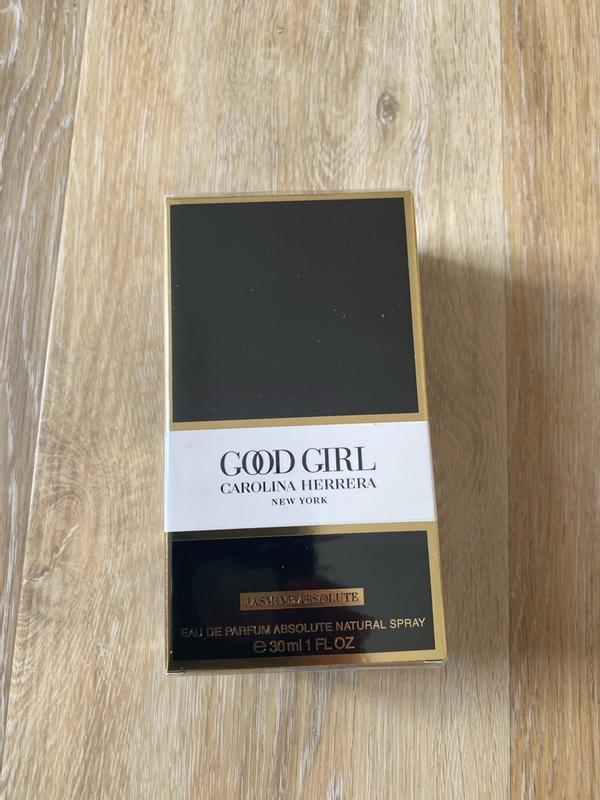 GOOD GIRL
CAROLINA HERRERA
NEW YORK
JASMINE ABSOLUTE
EAU DE PARFUM ABSOLUTE NATURAL SPRAY
℮ 30 ml 1 FL OZ